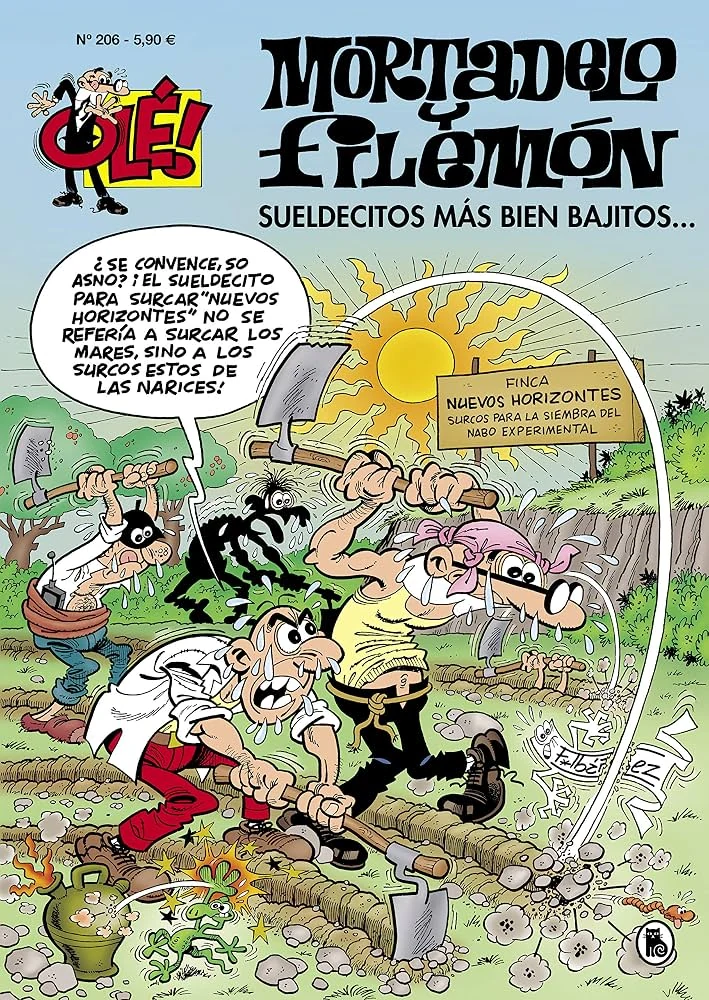 Nº 206 - 5,90 €
OLÉ!
MORTADELO
Y
FILEMÓN
SUELDECITOS MÁS BIEN BAJITOS...
¿SE CONVENCE, SO
ASNO? ¡EL SUELDECITO
PARA SURCAR "NUEVOS
HORIZONTES" NO SE
REFERÍA A SURCAR LOS
MARES, SINO A LOS
SURCOS ESTOS DE
LAS NARICES!
FINCA
NUEVOS HORIZONTES
SURCOS PARA LA SIEMBRA DEL
NABO EXPERIMENTAL